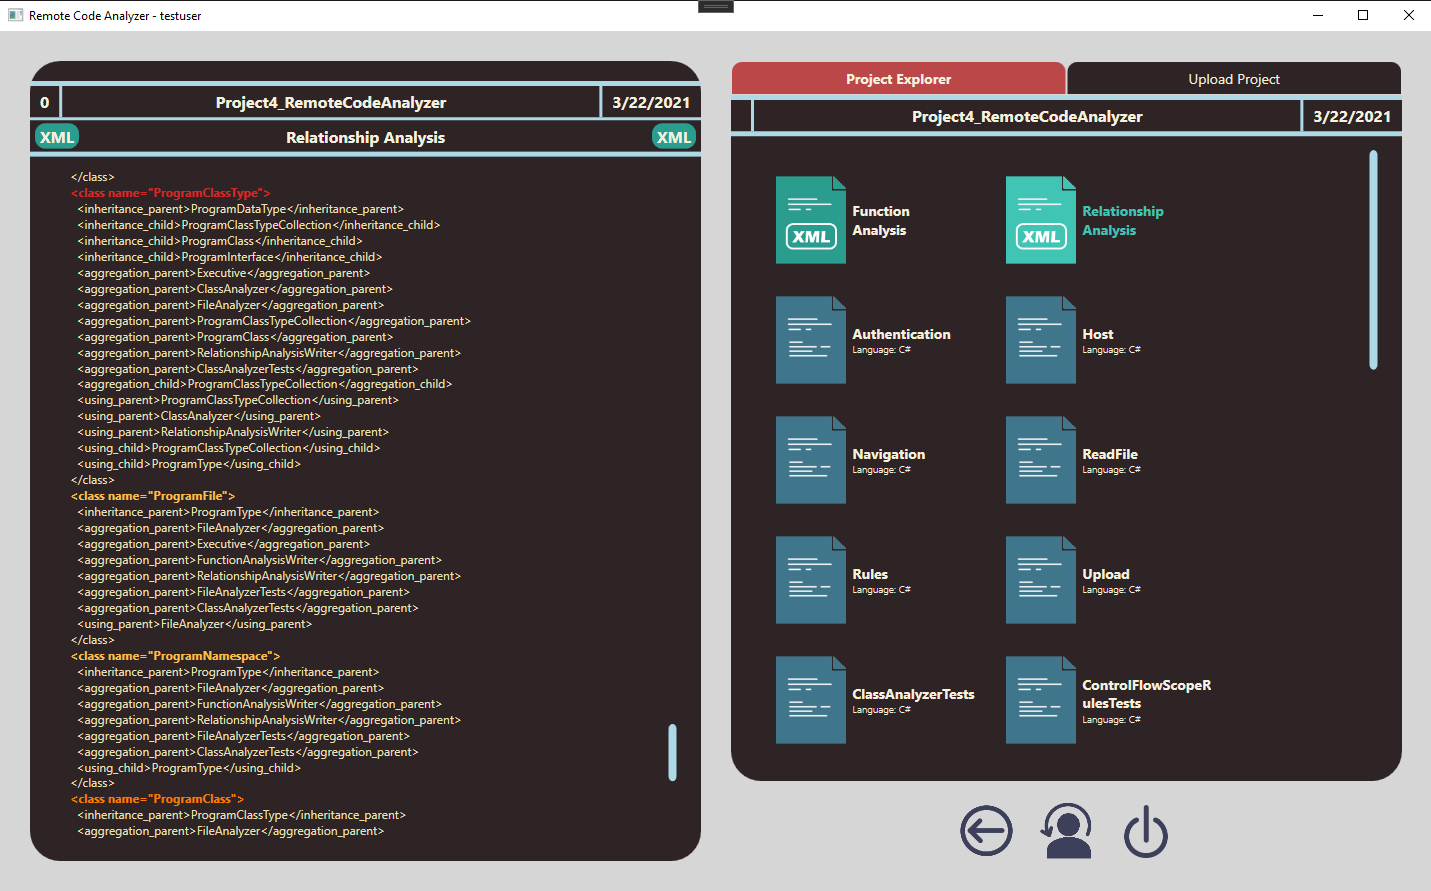 Remote Code Analyzer - testuser
0
Project4_RemoteCodeAnalyzer
3/22/2021
XML
Relationship Analysis
XML
</class>
<class name="ProgramClassType">
<inheritance_parent>ProgramDataType</inheritance_parent>
<inheritance_child>ProgramClassTypeCollection</inheritance_child>
<inheritance_child>ProgramClass</inheritance_child>
<inheritance_child>ProgramInterface</inheritance_child>
<aggregation_parent>Executive</aggregation_parent>
<aggregation_parent>ClassAnalyzer</aggregation_parent>
<aggregation_parent>FileAnalyzer</aggregation_parent>
<aggregation_parent>ProgramClassTypeCollection</aggregation_parent>
<aggregation_parent>ProgramClass</aggregation_parent>
<aggregation_parent>RelationshipAnalysisWriter</aggregation_parent>
<aggregation_parent>ClassAnalyzerTests</aggregation_parent>
<aggregation_child>ProgramClassTypeCollection</aggregation_child>
<using_parent>ProgramClassTypeCollection</using_parent>
<using_parent>ClassAnalyzer</using_parent>
<using_parent>RelationshipAnalysisWriter</using_parent>
<using_child>ProgramClassTypeCollection</using_child>
<using_child>ProgramType</using_child>
</class>
<class name="ProgramFile">
<inheritance_parent>ProgramType</inheritance_parent>
<aggregation_parent>FileAnalyzer</aggregation_parent>
<aggregation_parent>Executive</aggregation_parent>
<aggregation_parent>FunctionAnalysisWriter</aggregation_parent>
<aggregation_parent>RelationshipAnalysisWriter</aggregation_parent>
<aggregation_parent>FileAnalyzerTests</aggregation_parent>
<aggregation_parent>ClassAnalyzerTests</aggregation_parent>
<using_parent>FileAnalyzer</using_parent>
</class>
<class name="ProgramNamespace">
<inheritance_parent>ProgramType</inheritance_parent>
<aggregation_parent>FileAnalyzer</aggregation_parent>
<aggregation_parent>FunctionAnalysisWriter</aggregation_parent>
<aggregation_parent>RelationshipAnalysisWriter</aggregation_parent>
<aggregation_parent>FileAnalyzerTests</aggregation_parent>
<aggregation_parent>ClassAnalyzerTests</aggregation_parent>
<using_child>ProgramType</using_child>
</class>
<class name="ProgramClass">
<inheritance_parent>ProgramClassType</inheritance_parent>
<aggregation_parent>FileAnalyzer</aggregation_parent>
Project Explorer
Upload Project
Project4_RemoteCodeAnalyzer
3/22/2021
XML
Function
Analysis
XML
Relationship
Analysis
Authentication
Language: C#
Host
Language: C#
Navigation
Language: C#
ReadFile
Language: C#
Rules
Language: C#
Upload
Language: C#
ClassAnalyzerTests
Language: C#
ControlFlowScopeR
ulesTests
Language: C#